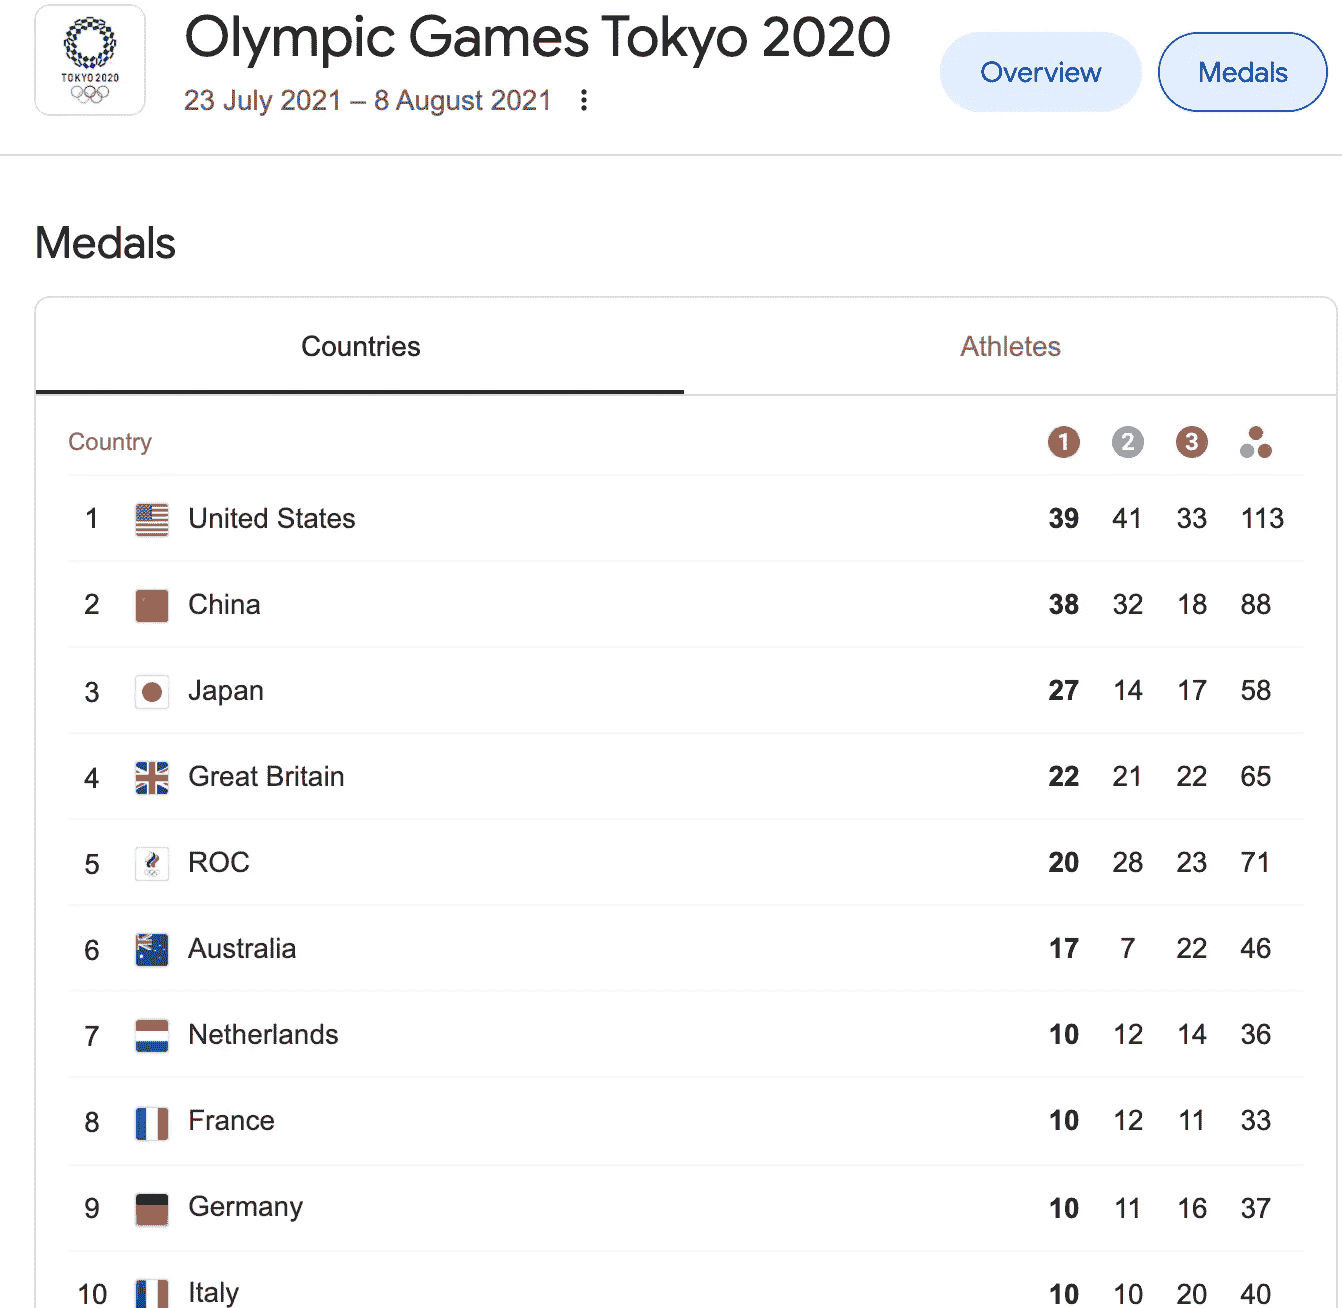 TOKYO 2020
Olympic Games Tokyo 2020
23 July 2021 – 8 August 2021
Overview
Medals
Medals
Countries
Athletes
Country 1 2 3
1 United States 39 41 33 113
2 China 38 32 18 88
3 Japan 27 14 17 58
4 Great Britain 22 21 22 65
5 ROC 20 28 23 71
6 Australia 17 7 22 46
7 Netherlands 10 12 14 36
8 France 10 12 11 33
9 Germany 10 11 16 37
10 Italy 10 10 20 40